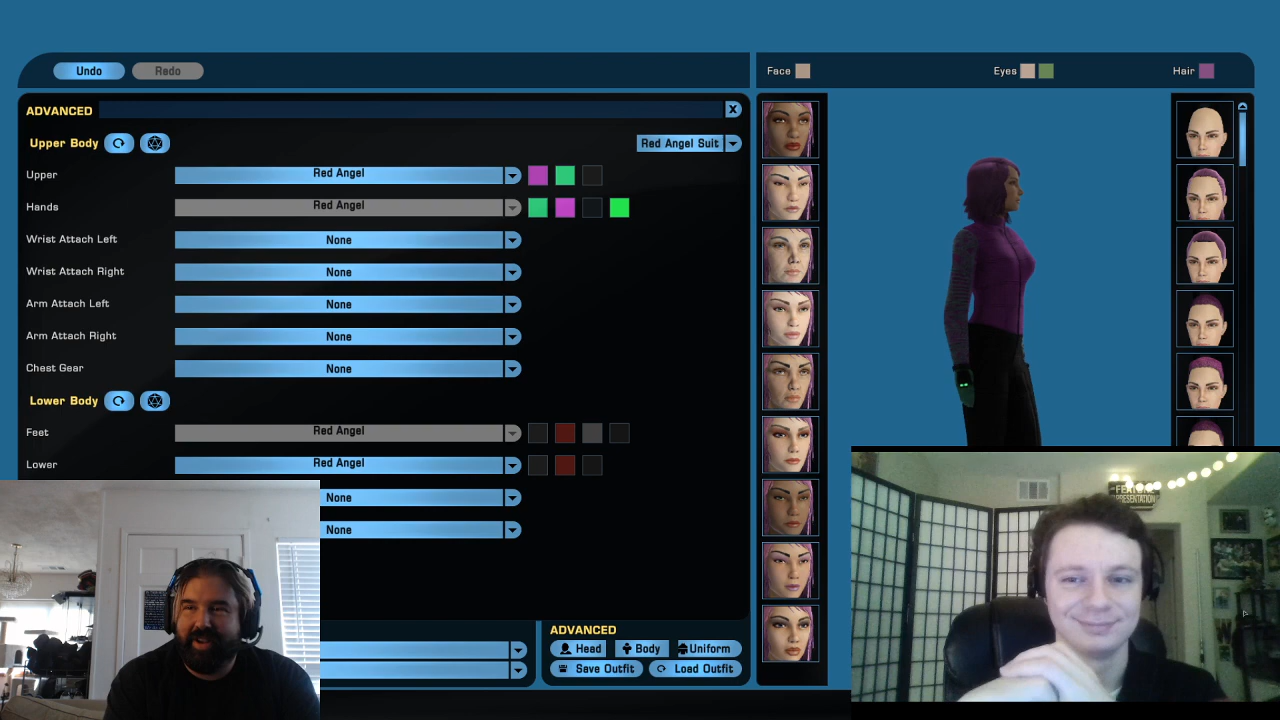 Undo
Redo
Face
Eyes
Hair
ADVANCED
X
Upper Body
Red Angel Suit
Upper
Red Angel
Hands
Red Angel
Wrist Attach Left
None
Wrist Attach Right
None
Arm Attach Left
None
Arm Attach Right
None
Chest Gear
None
Lower Body
Feet
Red Angel
Lower
Red Angel
None
None
ADVANCED
Head
Body
Uniform
Save Outfit
Load Outfit